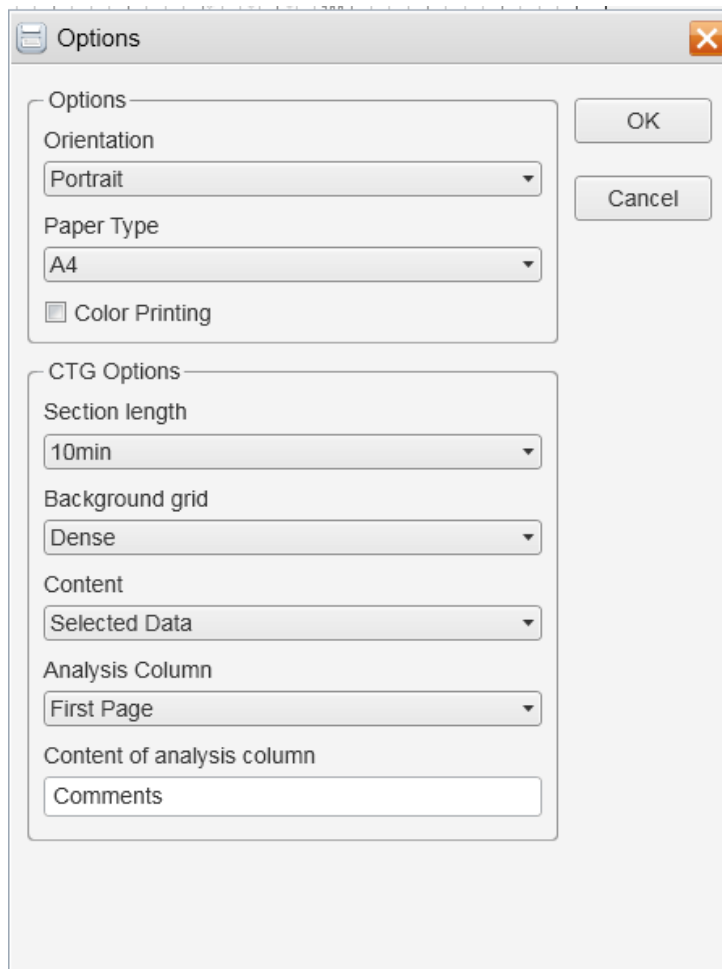 Options
Options
OK
Orientation
Portrait
Cancel
Paper Type
A4
Color Printing
CTG Options
Section length
10min
Background grid
Dense
Content
Selected Data
Analysis Column
First Page
Content of analysis column
Comments